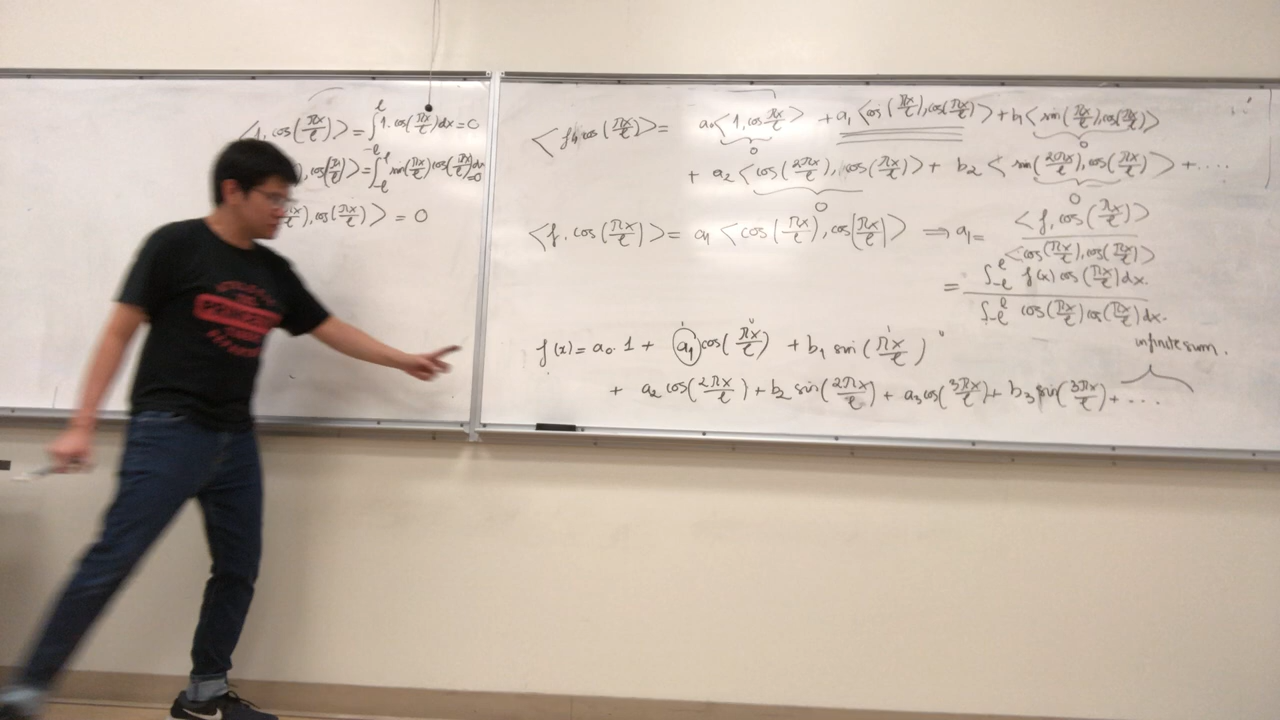 ⟨1, cos(πx/ℓ)⟩ = ∫_{-ℓ}^{ℓ} 1. cos(πx/ℓ)dx = 0
), cos(πx/ℓ)⟩ = ∫_{-ℓ}^{ℓ} sin(πx/ℓ) cos(πx/ℓ)dx = 0
πx/ℓ), cos(πx/ℓ)⟩ = 0
⟨f, cos(πx/ℓ)⟩ = a₀⟨1, cos πx/ℓ⟩ + a₁⟨cos(πx/ℓ), cos(πx/ℓ)⟩ + b₁⟨sin(πx/ℓ), cos(πx/ℓ)⟩
0 0
+ a₂⟨cos(2πx/ℓ), cos(πx/ℓ)⟩ + b₂⟨sin(2πx/ℓ), cos(πx/ℓ)⟩ + ....
0 0
⟨f, cos(πx/ℓ)⟩ = a₁⟨cos(πx/ℓ), cos(πx/ℓ)⟩ ⟹ a₁ = ⟨f, cos(πx/ℓ)⟩ / ⟨cos(πx/ℓ), cos(πx/ℓ)⟩
= ∫_{-ℓ}^{ℓ} f(x) cos(πx/ℓ)dx. / ∫_{-ℓ}^{ℓ} cos(πx/ℓ)cos(πx/ℓ)dx.
f(x) = a₀. 1 + a₁ cos(πx/ℓ) + b₁ sin(πx/ℓ)
infinite sum.
+ a₂ cos(2πx/ℓ) + b₂ sin(2πx/ℓ) + a₃ cos(3πx/ℓ) + b₃ sin(3πx/ℓ) + ...